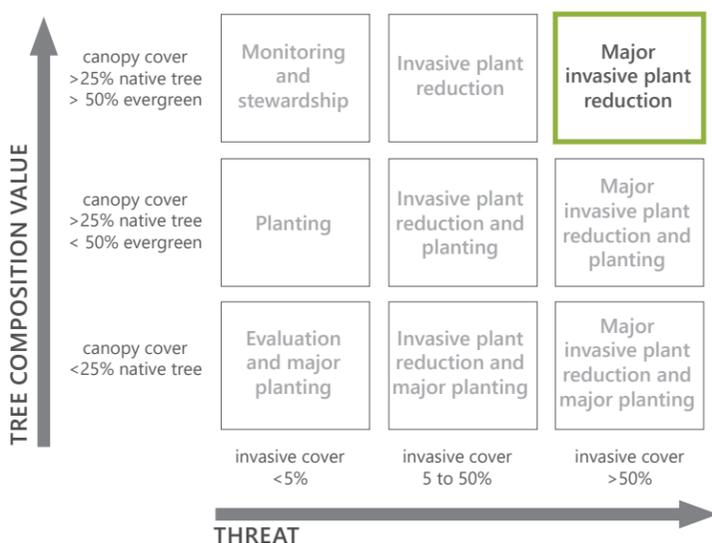 TREE COMPOSITION VALUE
canopy cover
>25% native tree
> 50% evergreen
Monitoring
and
stewardship
Invasive plant
reduction
Major
invasive plant
reduction
canopy cover
>25% native tree
< 50% evergreen
Planting
Invasive plant
reduction and
planting
Major
invasive plant
reduction and
planting
canopy cover
<25% native tree
Evaluation
and major
planting
Invasive plant
reduction and
major planting
Major
invasive plant
reduction and
major planting
invasive cover
<5%
invasive cover
5 to 50%
invasive cover
>50%
THREAT